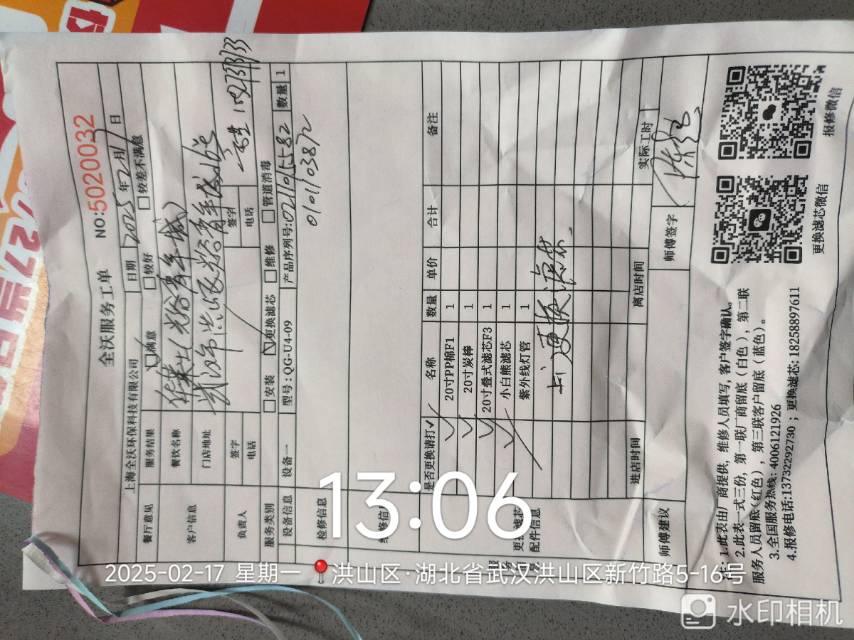 全沃服务工单
NO:5020032
上海全沃环保科技有限公司 日期 2025年2月17日
餐厅意见 服务结果 满意 较好 较差不满意
客户信息 餐饮名称
门店地址
负责人 签字 签字
电话 电话
服务类别 安装 更换滤芯 维修 管道消毒
设备信息 设备一 型号:QG-U4-09 产品序列号: 数量 1
检修信息
是否更换请打✓ 名称 数量 单价 合计 备注
✓ 20寸PP棉F1 1
✓ 20寸炭棒 1
✓ 20寸叠式滤芯F3 1
✓ 小白熊滤芯 1
紫外线灯管 1
配件信息
进店时间 离店时间 实际工时
师傅建议 师傅签字
1.此表由厂商提供,维修人员填写,客户签字确认。
2.此表一式三份,第一联厂商留底(白色),第二联
服务人员留底(红色),第三联客户留底(蓝色)。
3.全国服务热线:4006121926
4.报修电话:13732292730;更换滤芯:18258897611
更换滤芯微信
报修微信
13:06
2025-02-17 星期一 洪山区·湖北省武汉洪山区新竹路5-16号
水印相机